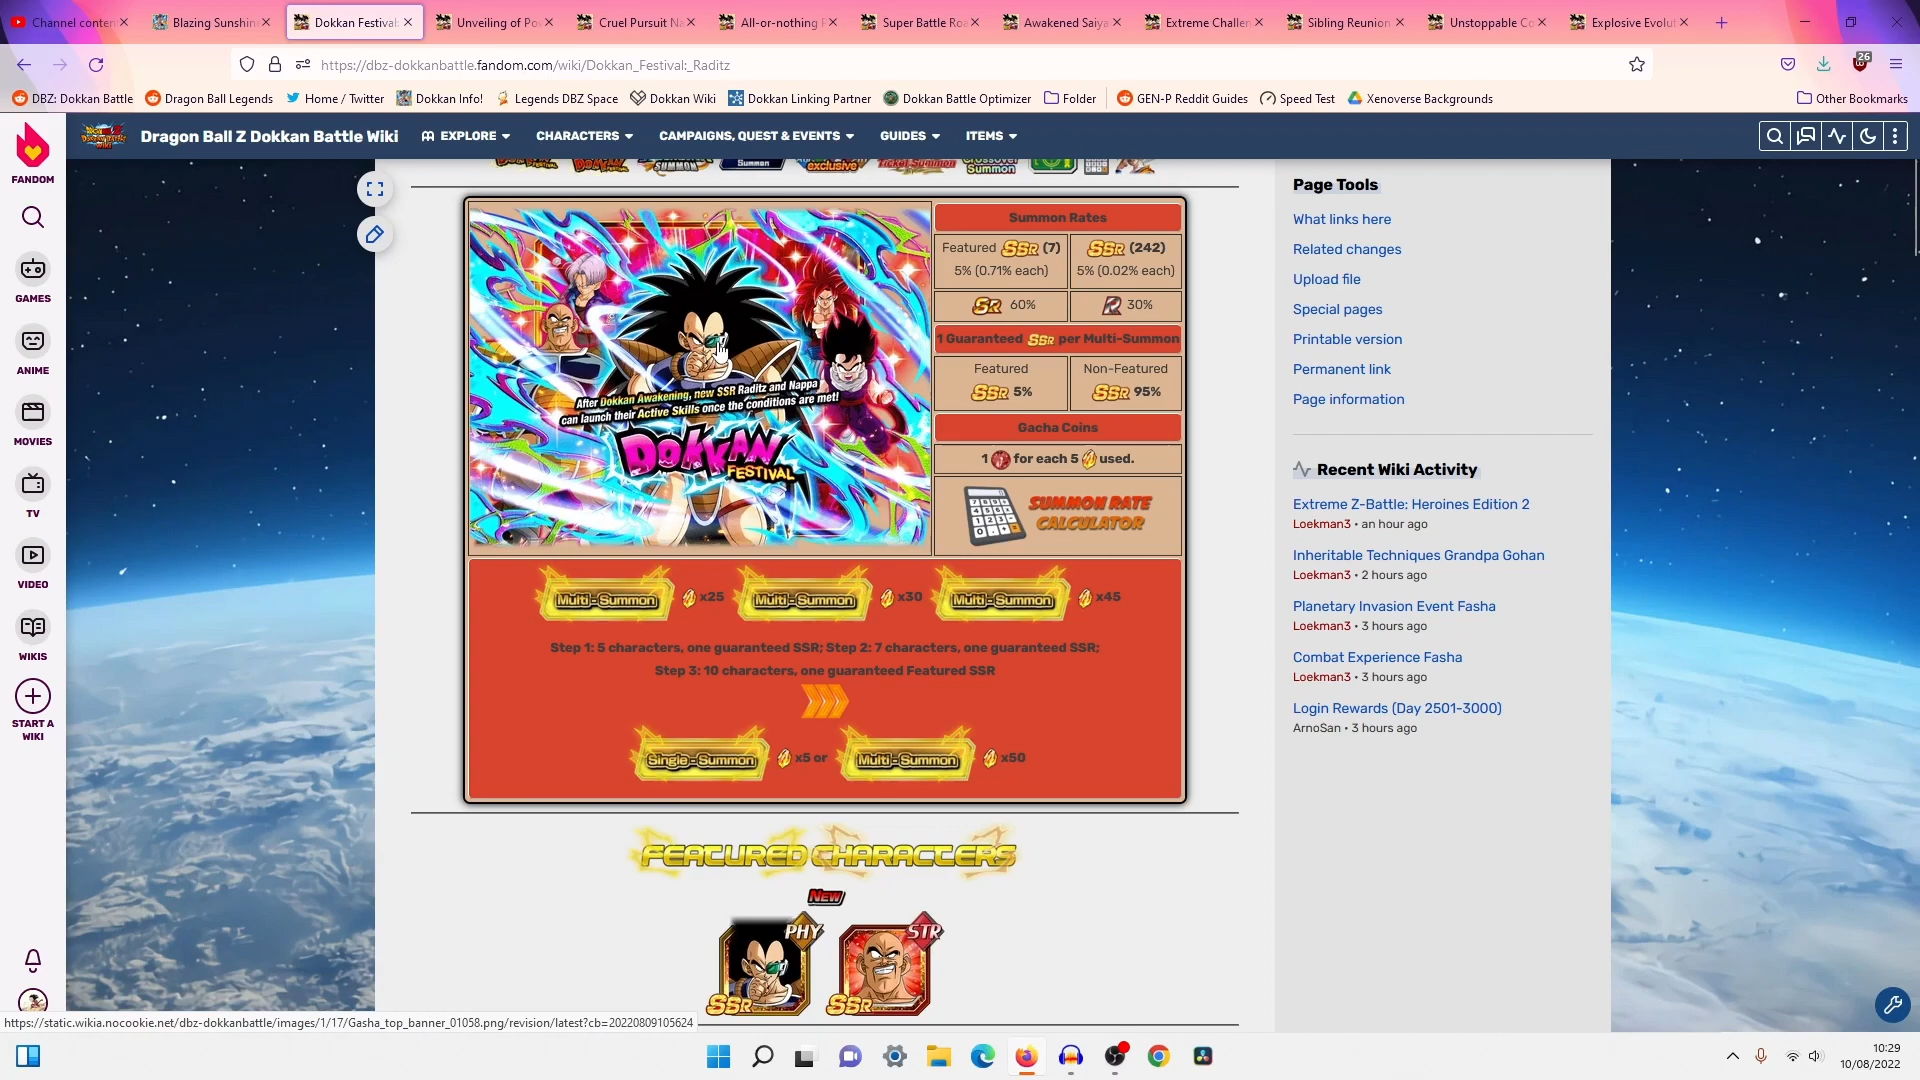 Channel conten
Blazing Sunshin
Dokkan Festival
Unveiling of Po
Cruel Pursuit Na
All-or-nothing
Super Battle Ro
Awakened Saiya
Extreme Challen
Sibling Reunion
Unstoppable Co
Explosive Evolut
https://dbz-dokkanbattle.fandom.com/wiki/Dokkan_Festival:_Raditz
26
DBZ: Dokkan Battle
Dragon Ball Legends
Home / Twitter
Dokkan Info!
Legends DBZ Space
Dokkan Wiki
Dokkan Linking Partner
Dokkan Battle Optimizer
Folder
GEN-P Reddit Guides
Speed Test
Xenoverse Backgrounds
Other Bookmarks
Dragon Ball Z Dokkan Battle Wiki
EXPLORE
CHARACTERS
CAMPAIGNS, QUEST & EVENTS
GUIDES
ITEMS
FANDOM
GAMES
ANIME
MOVIES
TV
VIDEO
WIKIS
START A
WIKI
Summon
exclusive
Ticket Summon
Crossover
Summon
After Dokkan Awakening, new SSR Raditz and Nappa
can launch their Active Skills once the conditions are met!
DOKKAN
FESTIVAL
Summon Rates
Featured SSR (7)
5% (0.71% each)
SSR (242)
5% (0.02% each)
SR 60%
R 30%
1 Guaranteed SSR per Multi-Summon
Featured
SSR 5%
Non-Featured
SSR 95%
Gacha Coins
1 for each 5 used.
SUMMON RATE
CALCULATOR
Multi-Summon x25
Multi-Summon x30
Multi-Summon x45
Step 1: 5 characters, one guaranteed SSR; Step 2: 7 characters, one guaranteed SSR;
Step 3: 10 characters, one guaranteed Featured SSR
Single-Summon x5 or Multi-Summon x50
FEATURED CHARACTERS
New
PHY
SSR
STR
SSR
Page Tools
What links here
Related changes
Upload file
Special pages
Printable version
Permanent link
Page information
Recent Wiki Activity
Extreme Z-Battle: Heroines Edition 2
Loekman3 • an hour ago
Inheritable Techniques Grandpa Gohan
Loekman3 • 2 hours ago
Planetary Invasion Event Fasha
Loekman3 • 3 hours ago
Combat Experience Fasha
Loekman3 • 3 hours ago
Login Rewards (Day 2501-3000)
ArnoSan • 3 hours ago
https://static.wikia.nocookie.net/dbz-dokkanbattle/images/1/17/Gasha_top_banner_01058.png/revision/latest?cb=20220809105624
10:29
10/08/2022